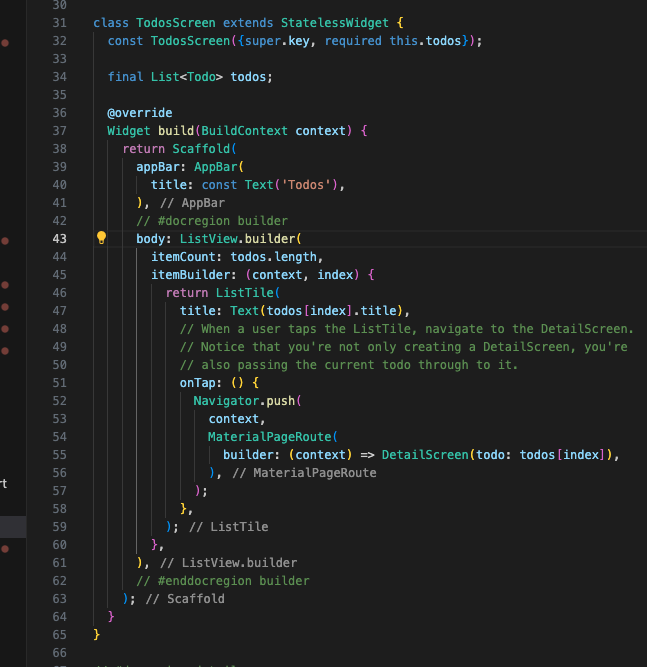 30
31 class TodosScreen extends StatelessWidget {
32   const TodosScreen({super.key, required this.todos});
33
34   final List<Todo> todos;
35
36   @override
37   Widget build(BuildContext context) {
38     return Scaffold(
39       appBar: AppBar(
40         title: const Text('Todos'),
41       ), // AppBar
42       // #docregion builder
43       body: ListView.builder(
44         itemCount: todos.length,
45         itemBuilder: (context, index) {
46           return ListTile(
47             title: Text(todos[index].title),
48             // When a user taps the ListTile, navigate to the DetailScreen.
49             // Notice that you're not only creating a DetailScreen, you're
50             // also passing the current todo through to it.
51             onTap: () {
52               Navigator.push(
53                 context,
54                 MaterialPageRoute(
55                   builder: (context) => DetailScreen(todo: todos[index]),
56                 ), // MaterialPageRoute
57               );
58             },
59           ); // ListTile
60         },
61       ), // ListView.builder
62       // #enddocregion builder
63     ); // Scaffold
64   }
65 }
66